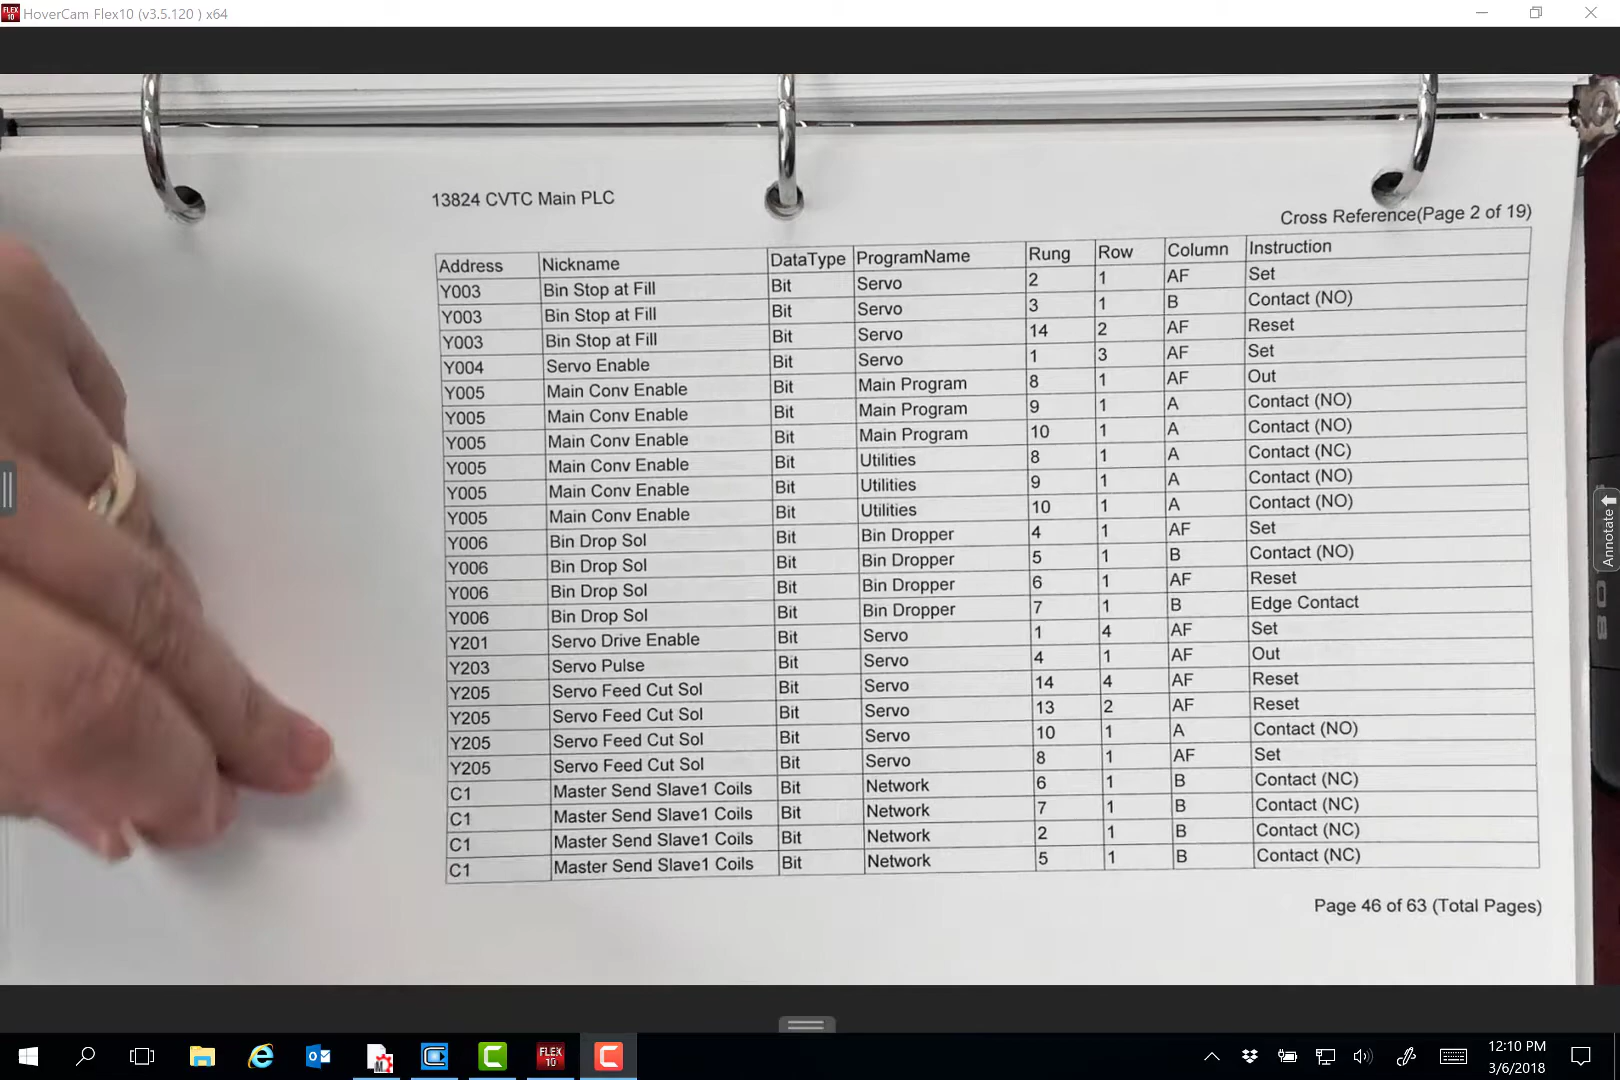 HoverCam Flex10 (v3.5.120 ) x64
13824 CVTC Main PLC
Cross Reference(Page 2 of 19)
Address Nickname DataType ProgramName Rung Row Column Instruction
Y003 Bin Stop at Fill Bit Servo 2 1 AF Set
Y003 Bin Stop at Fill Bit Servo 3 1 B Contact (NO)
Y003 Bin Stop at Fill Bit Servo 14 2 AF Reset
Y004 Servo Enable Bit Servo 1 3 AF Set
Y005 Main Conv Enable Bit Main Program 8 1 AF Out
Y005 Main Conv Enable Bit Main Program 9 1 A Contact (NO)
Y005 Main Conv Enable Bit Main Program 10 1 A Contact (NO)
Y005 Main Conv Enable Bit Utilities 8 1 A Contact (NC)
Y005 Main Conv Enable Bit Utilities 9 1 A Contact (NO)
Y005 Main Conv Enable Bit Utilities 10 1 A Contact (NO)
Y006 Bin Drop Sol Bit Bin Dropper 4 1 AF Set
Y006 Bin Drop Sol Bit Bin Dropper 5 1 B Contact (NO)
Y006 Bin Drop Sol Bit Bin Dropper 6 1 AF Reset
Y006 Bin Drop Sol Bit Bin Dropper 7 1 B Edge Contact
Y201 Servo Drive Enable Bit Servo 1 4 AF Set
Y203 Servo Pulse Bit Servo 4 1 AF Out
Y205 Servo Feed Cut Sol Bit Servo 14 4 AF Reset
Y205 Servo Feed Cut Sol Bit Servo 13 2 AF Reset
Y205 Servo Feed Cut Sol Bit Servo 10 1 A Contact (NO)
Y205 Servo Feed Cut Sol Bit Servo 8 1 AF Set
C1 Master Send Slave1 Coils Bit Network 6 1 B Contact (NC)
C1 Master Send Slave1 Coils Bit Network 7 1 B Contact (NC)
C1 Master Send Slave1 Coils Bit Network 2 1 B Contact (NC)
C1 Master Send Slave1 Coils Bit Network 5 1 B Contact (NC)
Page 46 of 63 (Total Pages)
Annotate
FLEX
10
12:10 PM
3/6/2018